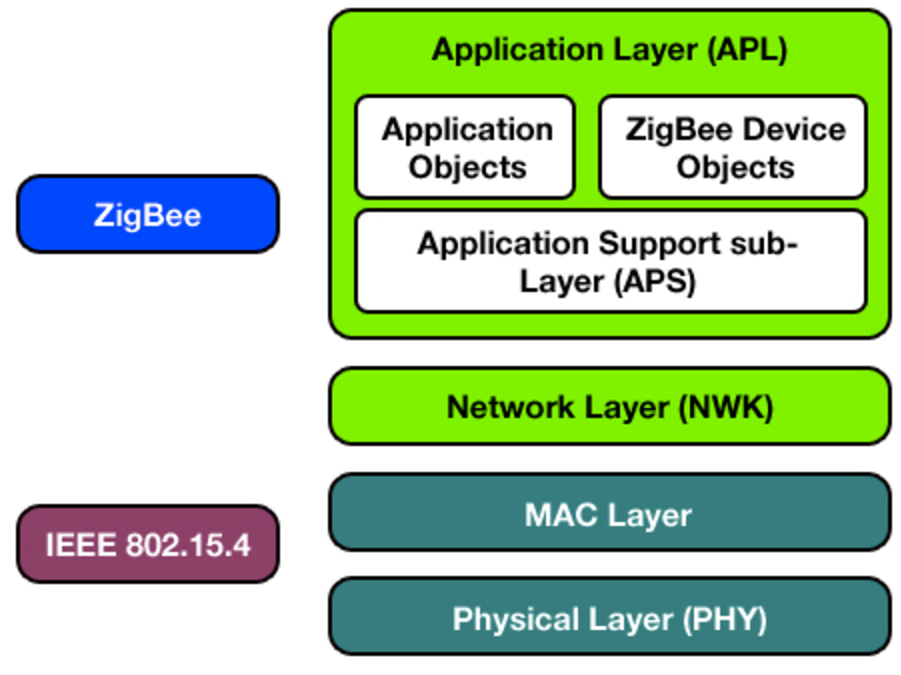 Application Layer (APL)
Application
Objects
ZigBee Device
Objects
ZigBee
Application Support sub-
Layer (APS)
Network Layer (NWK)
MAC Layer
IEEE 802.15.4
Physical Layer (PHY)